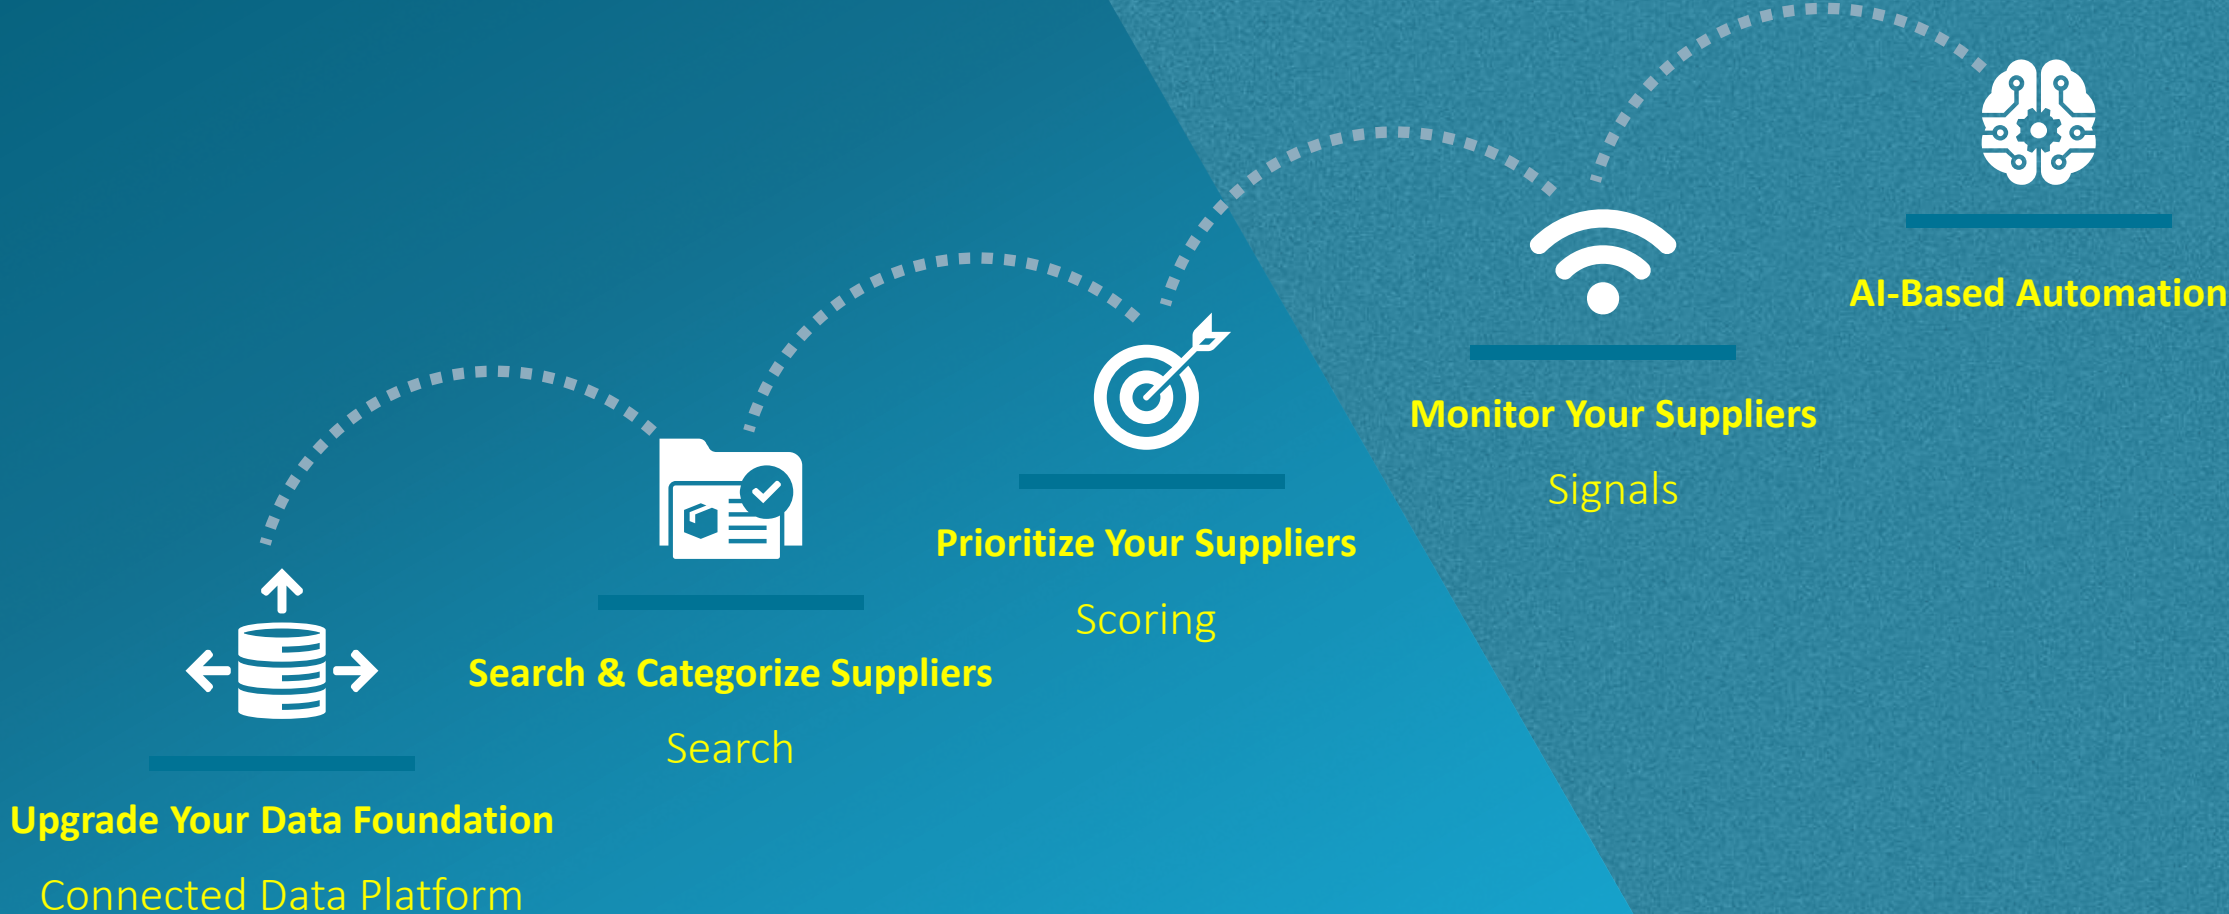 Upgrade Your Data Foundation
Connected Data Platform
Search & Categorize Suppliers
Search
Prioritize Your Suppliers
Scoring
Monitor Your Suppliers
Signals
AI-Based Automation